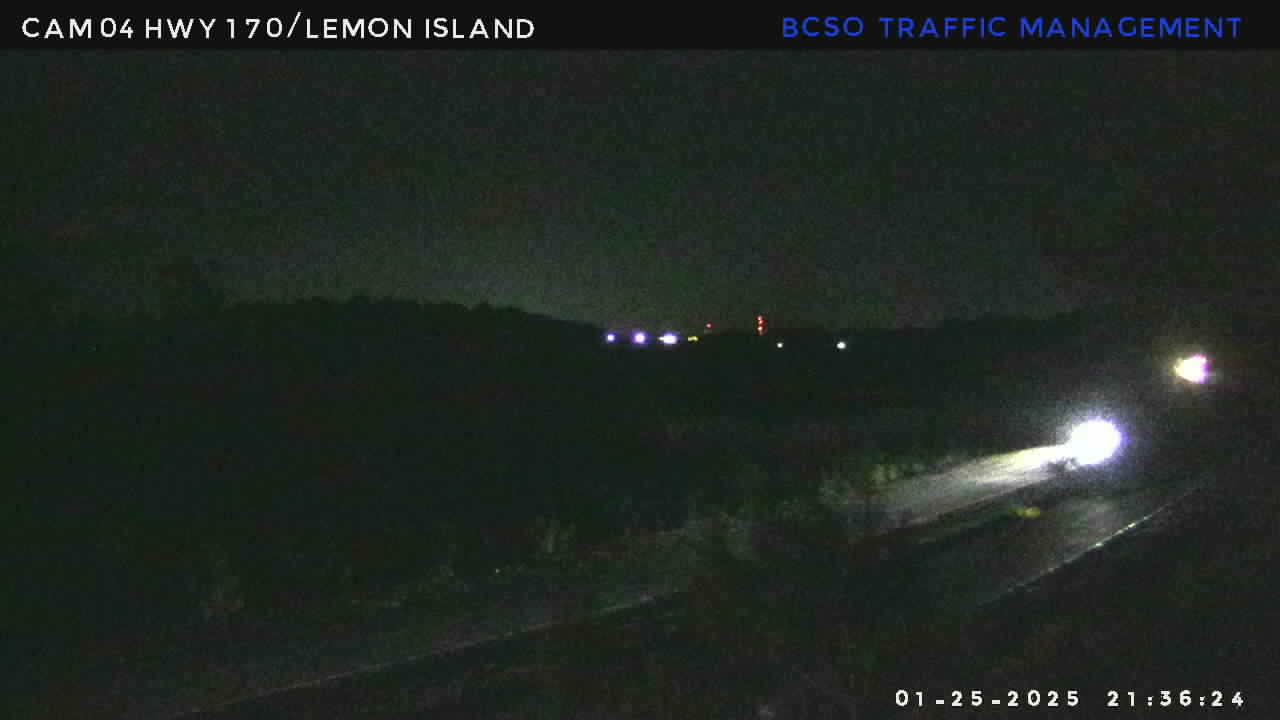 CAM04 HWY 170/LEMON ISLAND
BCSO TRAFFIC MANAGEMENT
01-25-2025 21:36:24